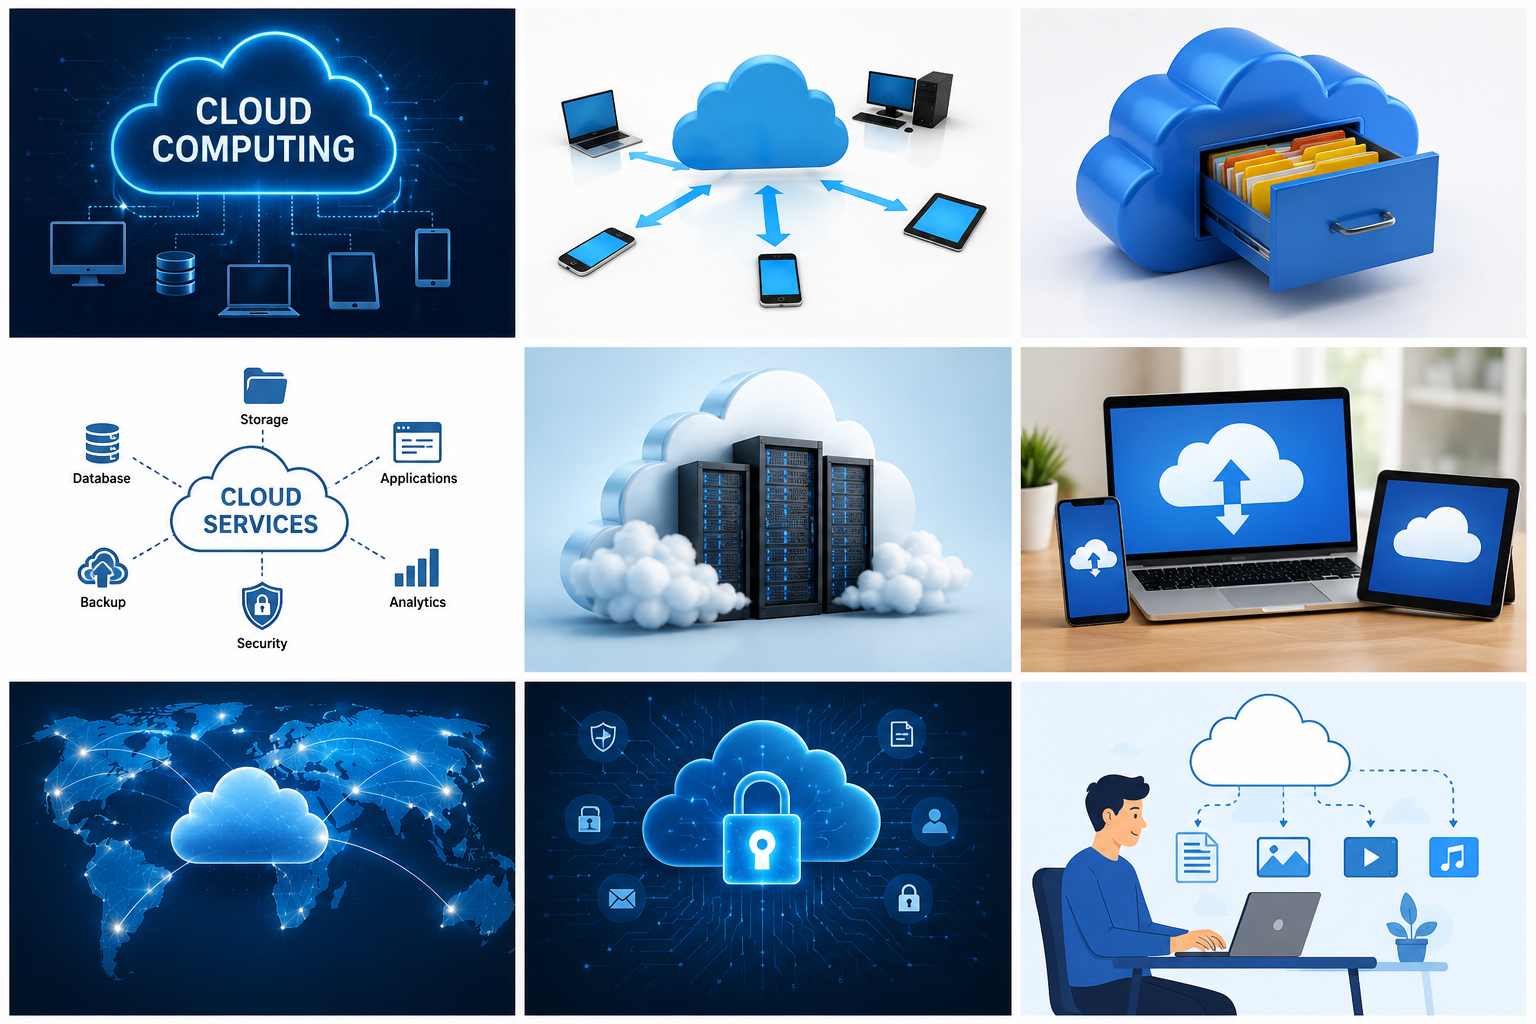 CLOUD
COMPUTING
Storage
Database
Applications
CLOUD
SERVICES
Backup
Analytics
Security